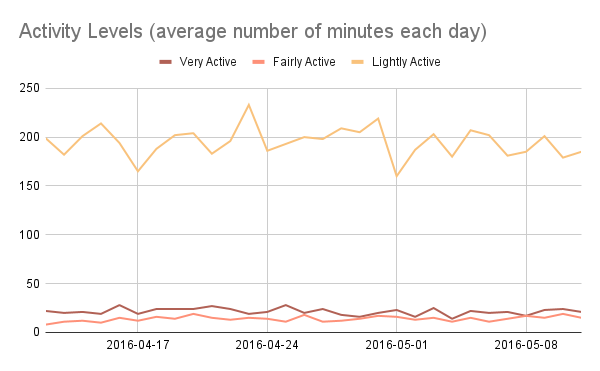 Activity Levels (average number of minutes each day)
Very Active Fairly Active Lightly Active
250
200
150
100
50
0
2016-04-17 2016-04-24 2016-05-01 2016-05-08